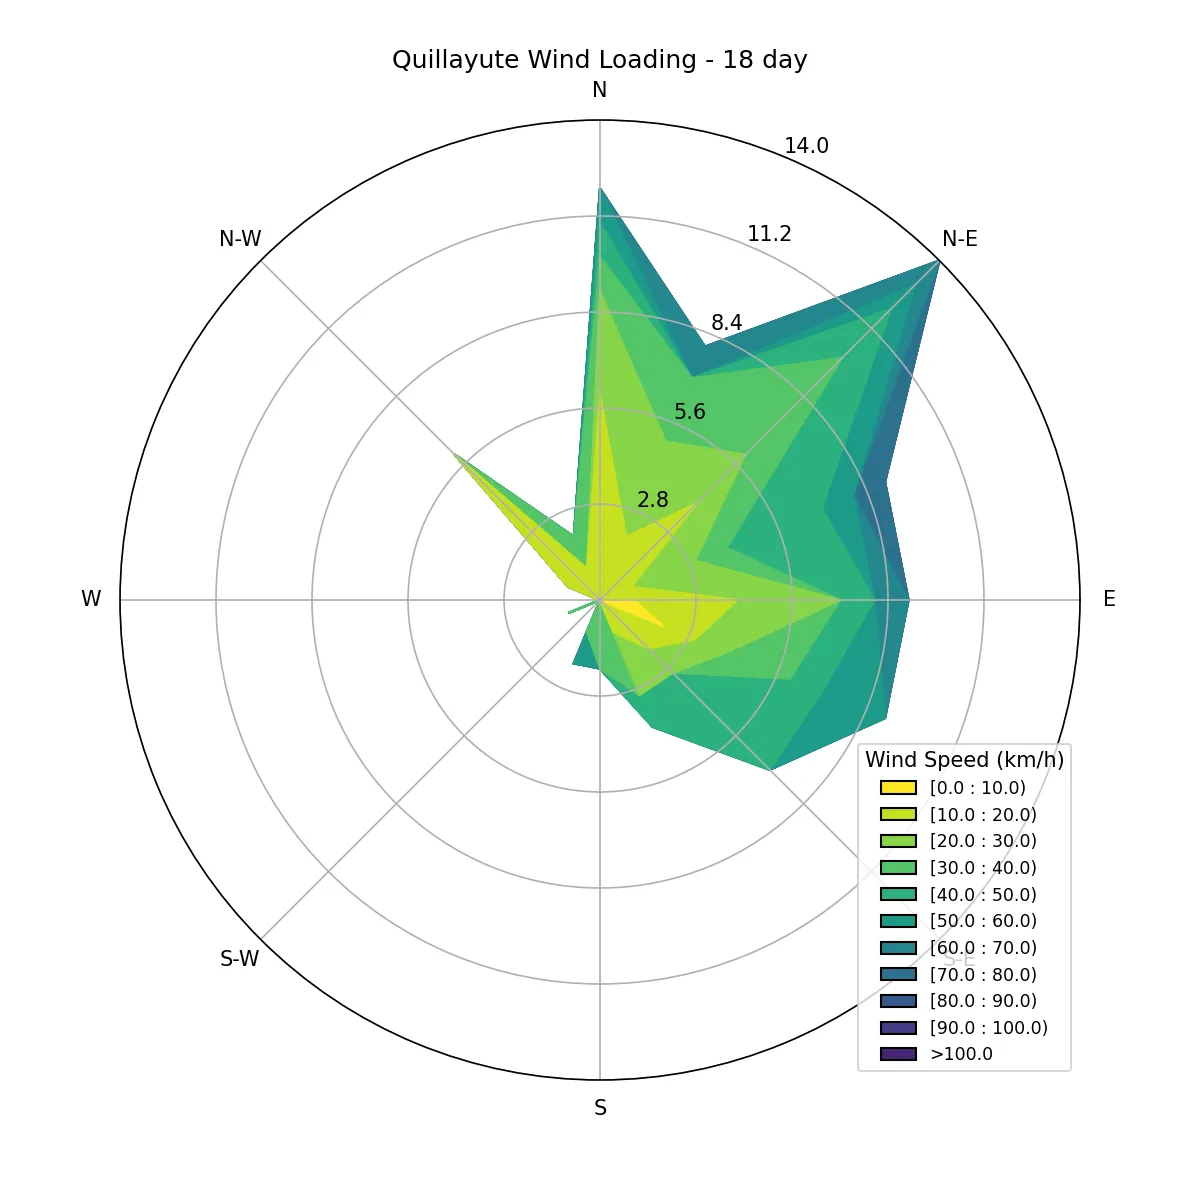 Quillayute Wind Loading - 18 day
N
14.0
11.2
N-W
N-E
8.4
5.6
2.8
W
E
Wind Speed (km/h)
[0.0 : 10.0)
[10.0 : 20.0)
[20.0 : 30.0)
[30.0 : 40.0)
[40.0 : 50.0)
[50.0 : 60.0)
[60.0 : 70.0)
S-W
S-E
[70.0 : 80.0)
[80.0 : 90.0)
[90.0 : 100.0)
>100.0
S